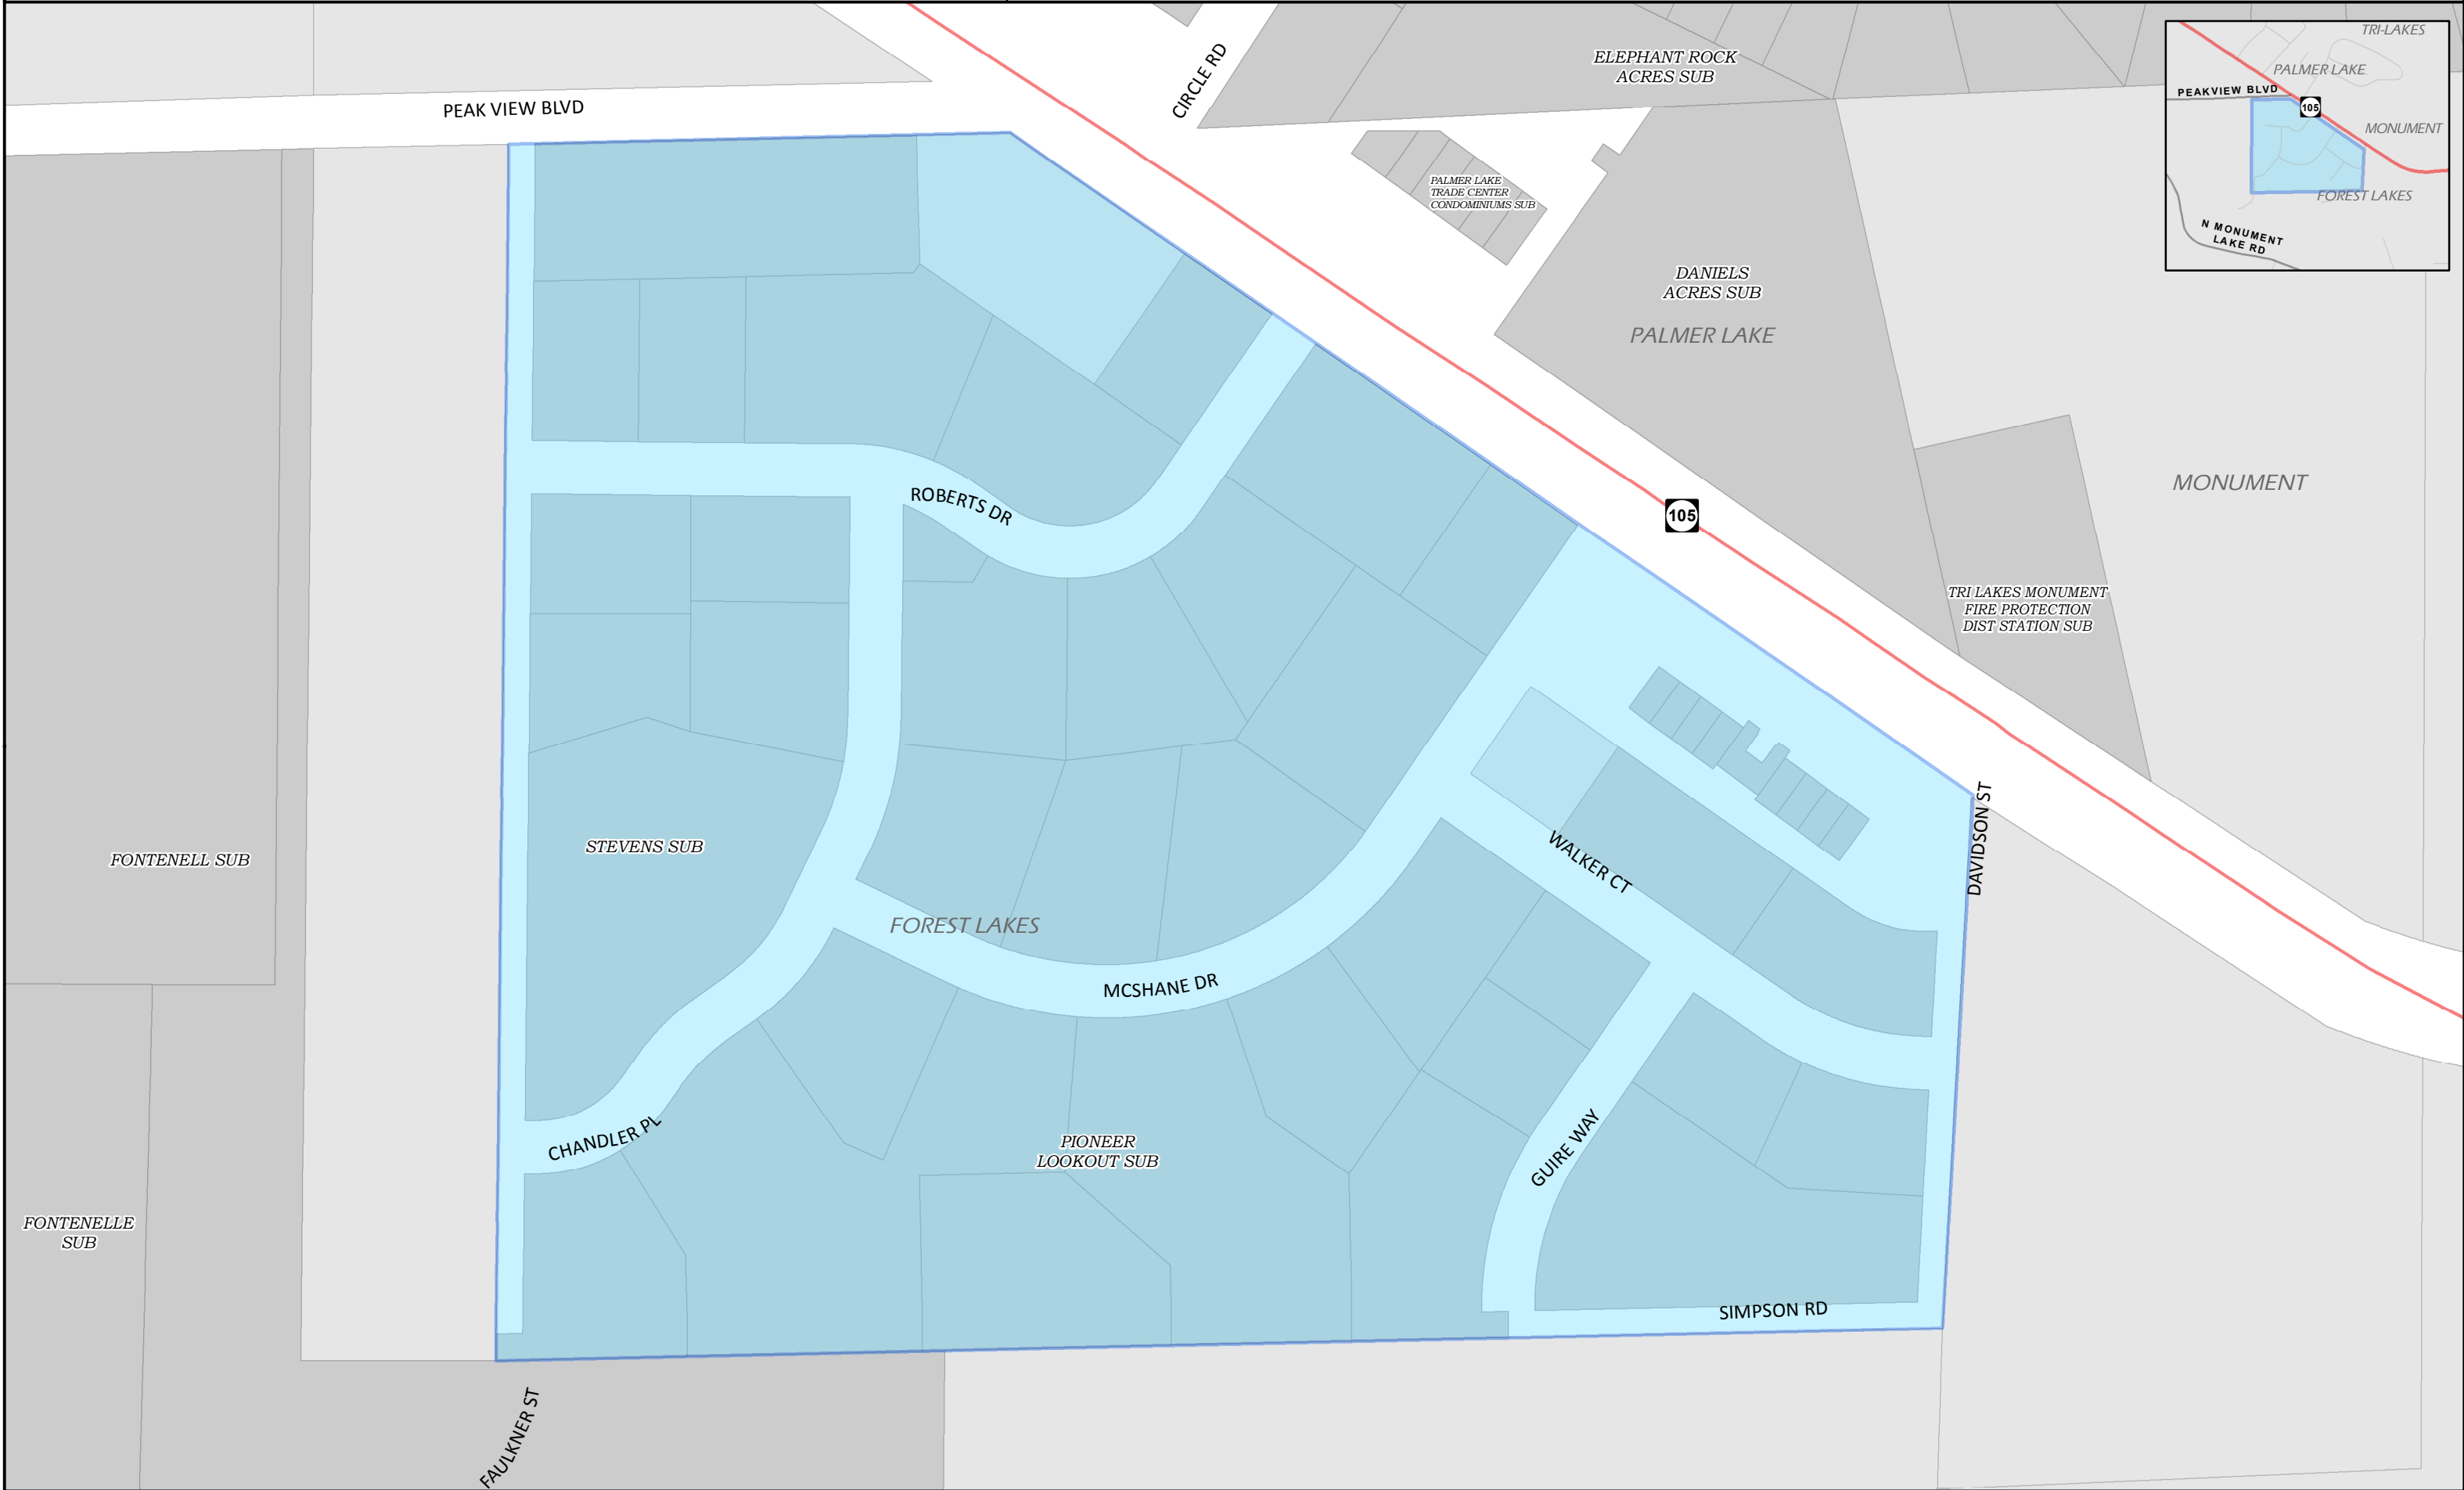 PEAK VIEW BLVD
CIRCLE RD
ELEPHANT ROCK
ACRES SUB
TRI-LAKES
PALMER LAKE
PEAKVIEW BLVD
105
MONUMENT
FOREST LAKES
N MONUMENT
LAKE RD
PALMER LAKE
TRADE CENTER
CONDOMINIUMS SUB
DANIELS
ACRES SUB
PALMER LAKE
MONUMENT
ROBERTS DR
105
TRI LAKES MONUMENT
FIRE PROTECTION
DIST STATION SUB
FONTENELL SUB
STEVENS SUB
WALKER CT
DAVIDSON ST
FOREST LAKES
MCSHANE DR
CHANDLER PL
PIONEER
LOOKOUT SUB
GUIRE WAY
FONTENELLE
SUB
SIMPSON RD
FAULKNER ST